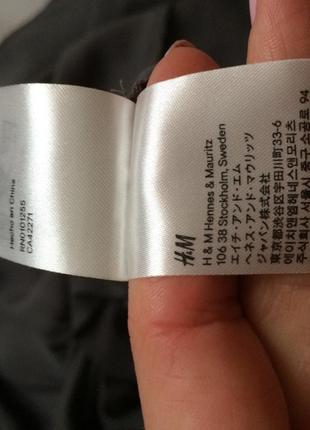 Hecho en China
RN0101255
CA42271
H&M
H & M Hennes & Mauritz
106 38 Stockholm, Sweden
エイチ・アンド・エム
ヘネス・アンド・マウリッツ
ジャパン株式会社
東京都渋谷区宇田川町33-6
에이치앤엠헤네스앤모리츠
주식회사 서울시 중구 소공로 94